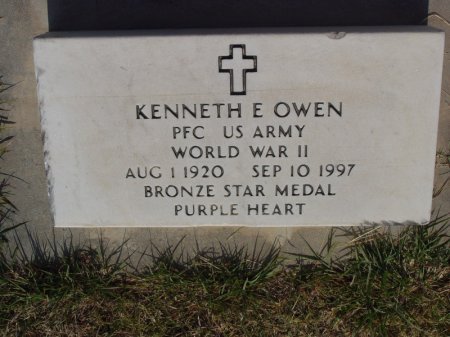 KENNETH E OWEN
PFC US ARMY
WORLD WAR II
AUG 1 1920 SEP 10 1997
BRONZE STAR MEDAL
PURPLE HEART